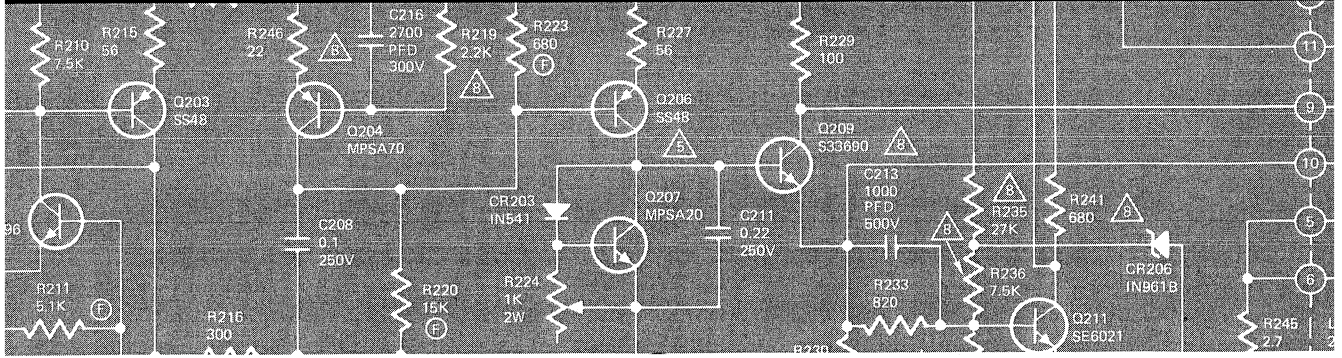 R210
7.5K
R215
56
Q203
SS48
96
R211
5.1K
F
R216
300
R246
22
8
C216
2700
PFD
300V
R219
2.2K
8
Q204
MPSA70
C208
0.1
250V
R220
15K
F
R223
680
F
R227
56
Q206
SS48
5
CR203
IN541
Q207
MPSA20
R224
1K
2W
C211
0.22
250V
R229
100
Q209
S33690
8
C213
1000
PFD
500V
R233
820
R230
8
R235
27K
8
R236
7.5K
R241
680
8
CR206
IN961B
Q211
SE6021
R245
2.7
11
9
10
5
6